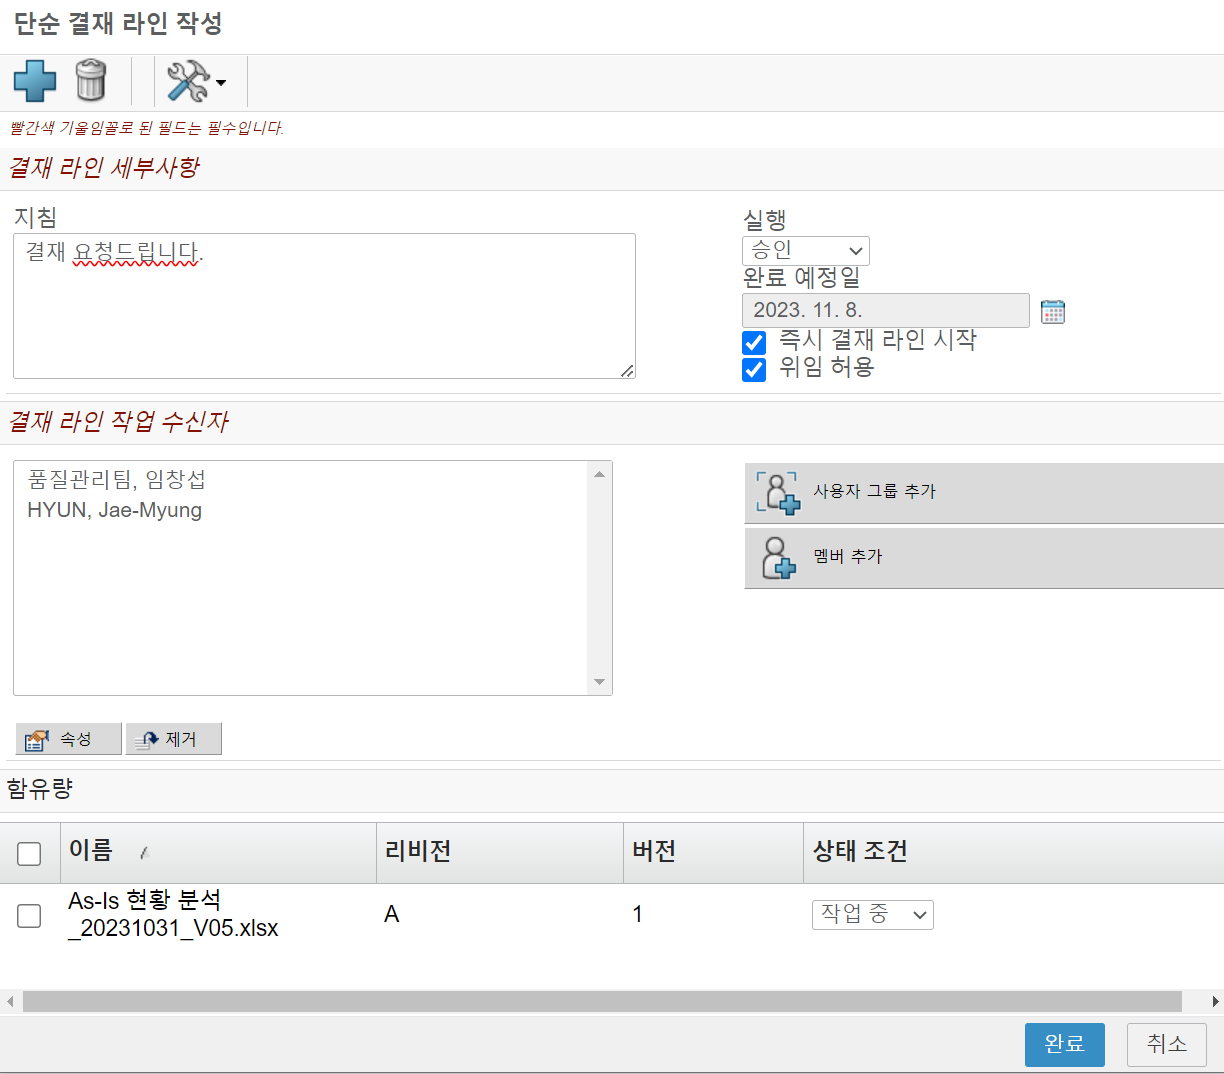 단순 결재 라인 작성
빨간색 기울임꼴로 된 필드는 필수입니다.
결재 라인 세부사항
지침
결재 요청드립니다.
실행
승인
완료 예정일
2023. 11. 8.
즉시 결재 라인 시작
위임 허용
결재 라인 작업 수신자
품질관리팀, 임창섭
HYUN, Jae-Myung
사용자 그룹 추가
멤버 추가
속성 제거
함유량
이름 리비전 버전 상태 조건
As-Is 현황 분석
_20231031_V05.xlsx A 1 작업 중
완료 취소